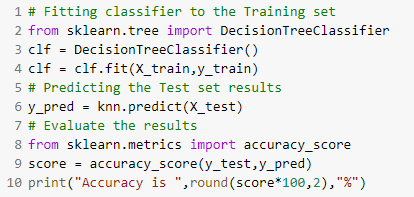 1 # Fitting classifier to the Training set
2 from sklearn.tree import DecisionTreeClassifier
3 clf = DecisionTreeClassifier()
4 clf = clf.fit(X_train,y_train)
5 # Predicting the Test set results
6 y_pred = knn.predict(X_test)
7 # Evaluate the results
8 from sklearn.metrics import accuracy_score
9 score = accuracy_score(y_test,y_pred)
10 print("Accuracy is ",round(score*100,2),"%")